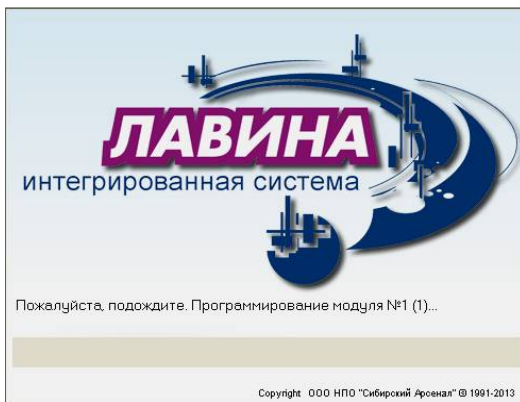 ЛАВИНА
интегрированная система
Пожалуйста, подождите. Программирование модуля №1 (1)...
Copyright ООО НПО "Сибирский Арсенал" © 1991-2013